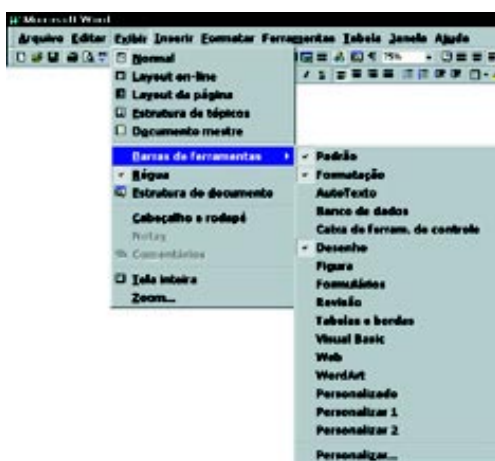 Microsoft Word
Arquivo Editar Exibir Inserir Formatar Ferramentas Tabela Janela Ajuda
75%
Normal
Layout on-line
Layout da página
Estrutura de tópicos
Documento mestre
Barras de ferramentas
Régua
Estrutura do documento
Cabeçalho e rodapé
Notas
Comentários
Tela inteira
Zoom...
Padrão
Formatação
AutoTexto
Banco de dados
Caixa de ferram. de controle
Desenho
Figura
Formulários
Revisão
Tabelas e bordas
Visual Basic
Web
WordArt
Personalizado
Personalizar 1
Personalizar 2
Personalizar...